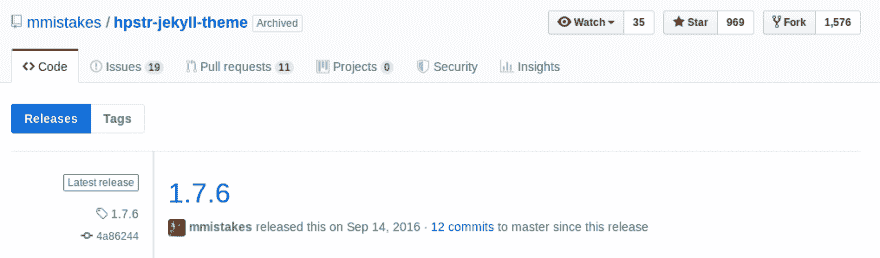 mmistakes / hpstr-jekyll-theme Archived Watch 35 Star 969 Fork 1,576
Code Issues 19 Pull requests 11 Projects 0 Security Insights
Releases Tags
Latest release
1.7.6
1.7.6
4a86244
mmistakes released this on Sep 14, 2016 · 12 commits to master since this release